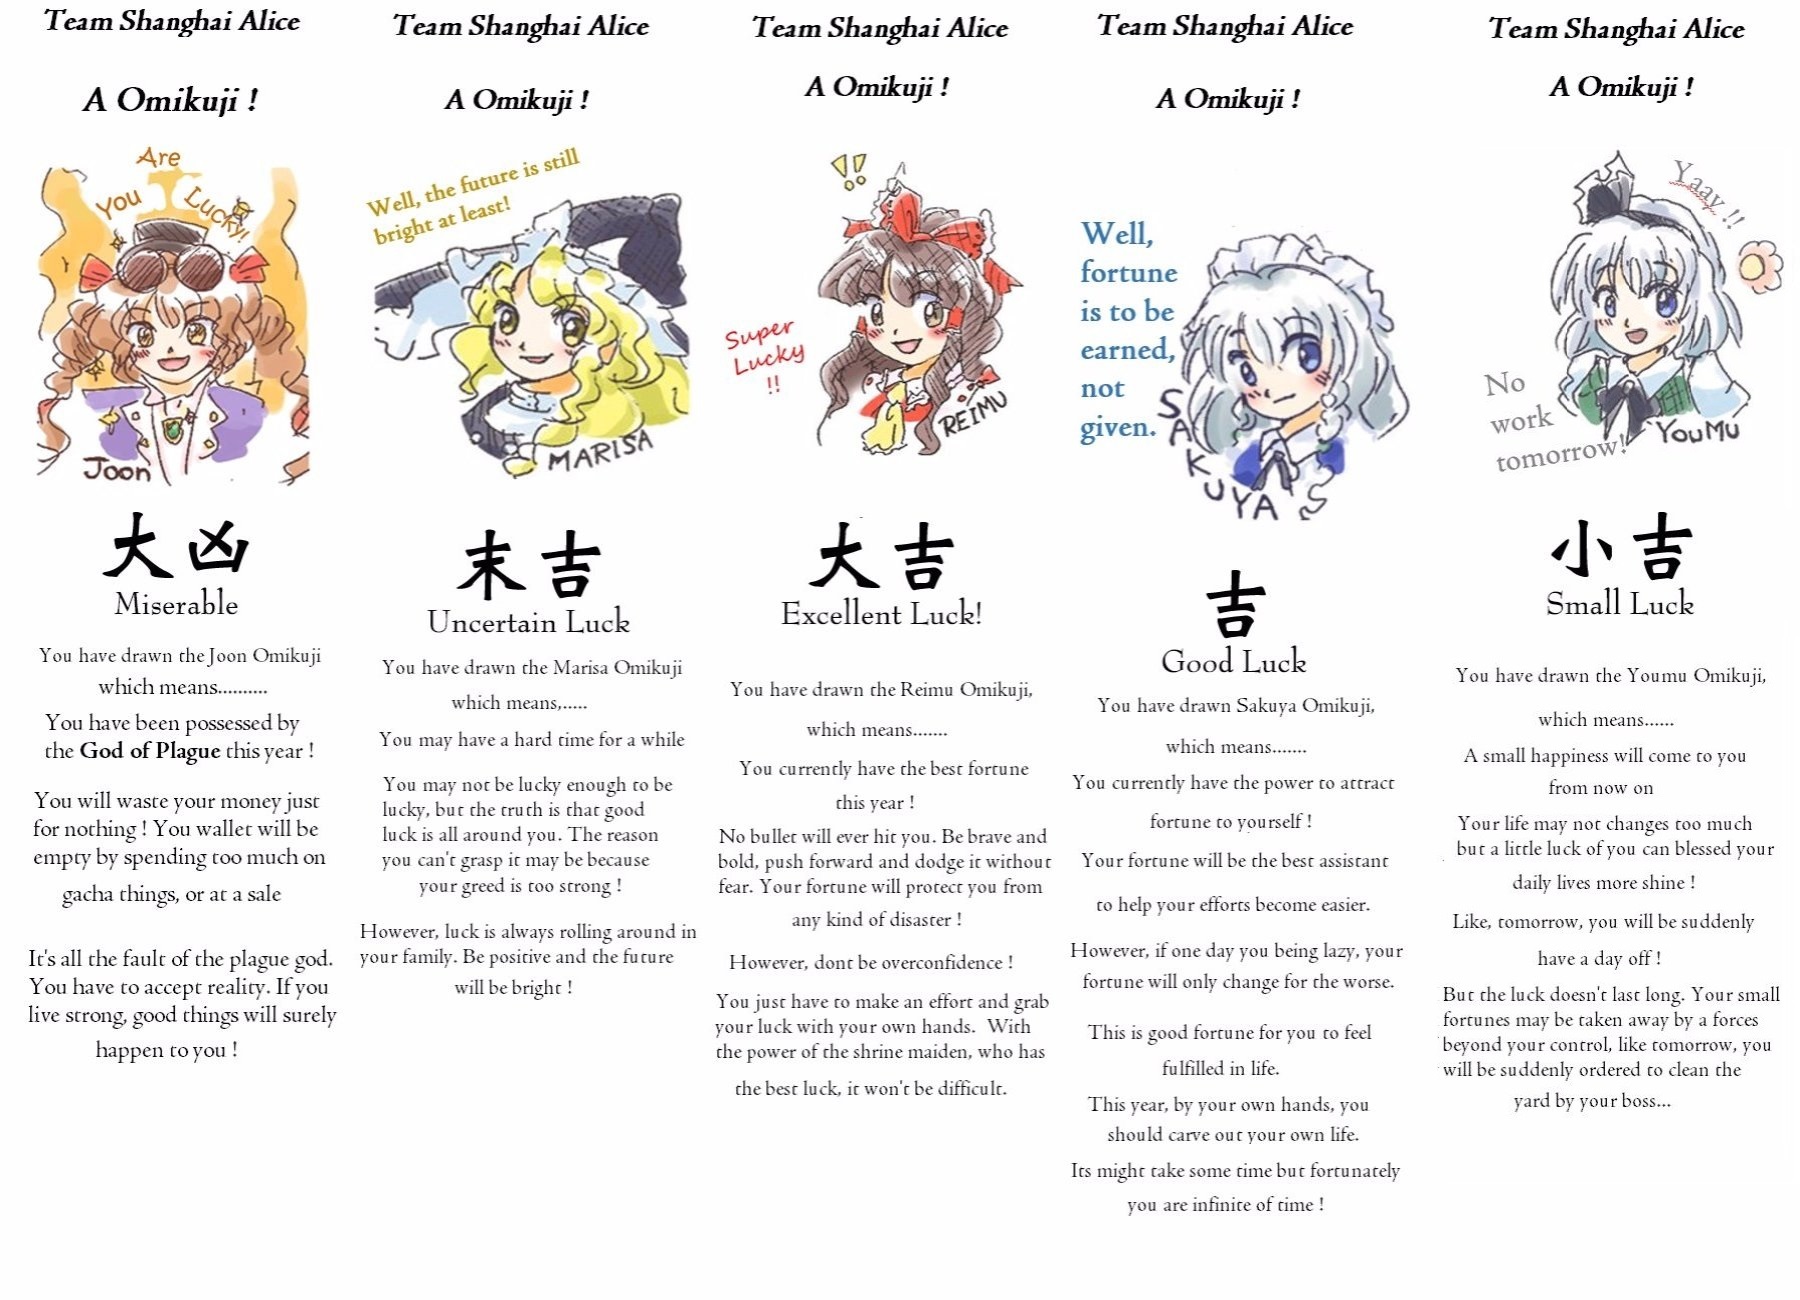 Team Shanghai Alice
A Omikuji !
You Are Lucky!
Joon
大凶
Miserable
You have drawn the Joon Omikuji
which means..........
You have been possessed by
the God of Plague this year !
You will waste your money just
for nothing ! You wallet will be
empty by spending too much on
gacha things, or at a sale
It's all the fault of the plague god.
You have to accept reality. If you
live strong, good things will surely
happen to you !
Team Shanghai Alice
A Omikuji !
Well, the future is still
bright at least!
MARISA
末吉
Uncertain Luck
You have drawn the Marisa Omikuji
which means,.....
You may have a hard time for a while
You may not be lucky enough to be
lucky, but the truth is that good
luck is all around you. The reason
you can't grasp it may be because
your greed is too strong !
However, luck is always rolling around in
your family. Be positive and the future
will be bright !
Team Shanghai Alice
A Omikuji !
!!
Super
Lucky
!!
REIMU
大吉
Excellent Luck!
You have drawn the Reimu Omikuji,
which means.......
You currently have the best fortune
this year !
No bullet will ever hit you. Be brave and
bold, push forward and dodge it without
fear. Your fortune will protect you from
any kind of disaster !
However, dont be overconfidence !
You just have to make an effort and grab
your luck with your own hands. With
the power of the shrine maiden, who has
the best luck, it won't be difficult.
Team Shanghai Alice
A Omikuji !
Well,
fortune
is to be
earned,
not
given.
SAKUYA S
吉
Good Luck
You have drawn Sakuya Omikuji,
which means.......
You currently have the power to attract
fortune to yourself !
Your fortune will be the best assistant
to help your efforts become easier.
However, if one day you being lazy, your
fortune will only change for the worse.
This is good fortune for you to feel
fulfilled in life.
This year, by your own hands, you
should carve out your own life.
Its might take some time but fortunately
you are infinite of time !
Team Shanghai Alice
A Omikuji !
Yaay !!
No
work
tomorrow!
YouMu
小吉
Small Luck
You have drawn the Youmu Omikuji,
which means......
A small happiness will come to you
from now on
Your life may not changes too much
but a little luck of you can blessed your
daily lives more shine !
Like, tomorrow, you will be suddenly
have a day off !
But the luck doesn't last long. Your small
fortunes may be taken away by a forces
beyond your control, like tomorrow, you
will be suddenly ordered to clean the
yard by your boss...